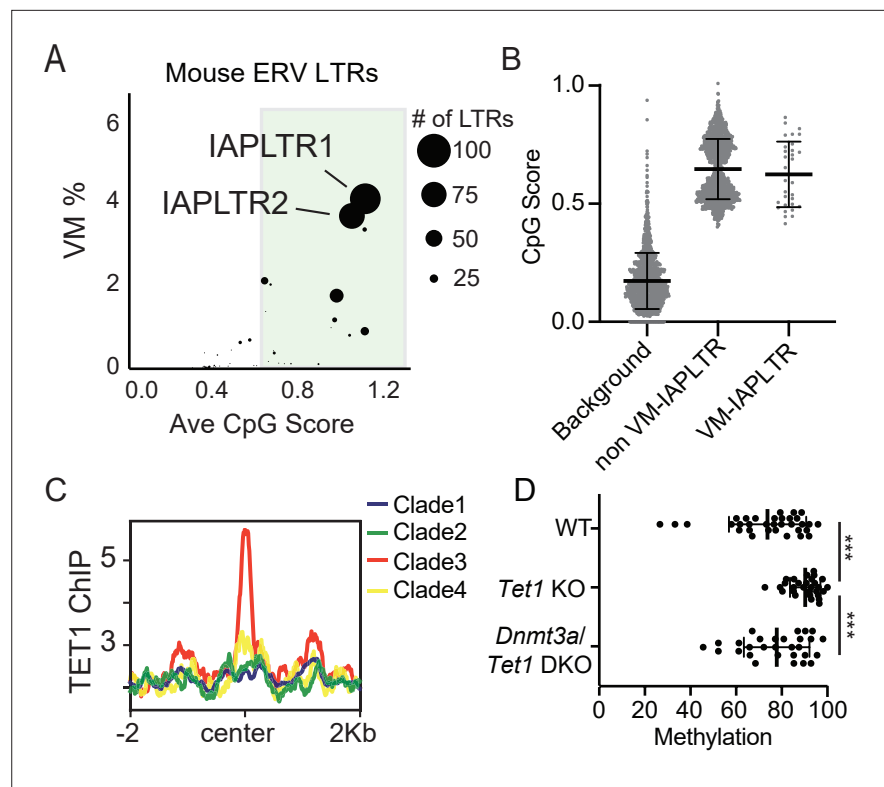 A
Mouse ERV LTRs
6
4
2
0
VM %
IAPLTR1
IAPLTR2
# of LTRs
100
75
50
25
0.0 0.4 0.8 1.2
Ave CpG Score
B
1.0
0.5
0.0
CpG Score
Background
non VM-IAPLTR
VM-IAPLTR
C
Clade1
Clade2
Clade3
Clade4
5
3
TET1 ChIP
-2 center 2Kb
D
WT
Tet1 KO
Dnmt3a/
Tet1 DKO
***
***
0 20 40 60 80 100
Methylation